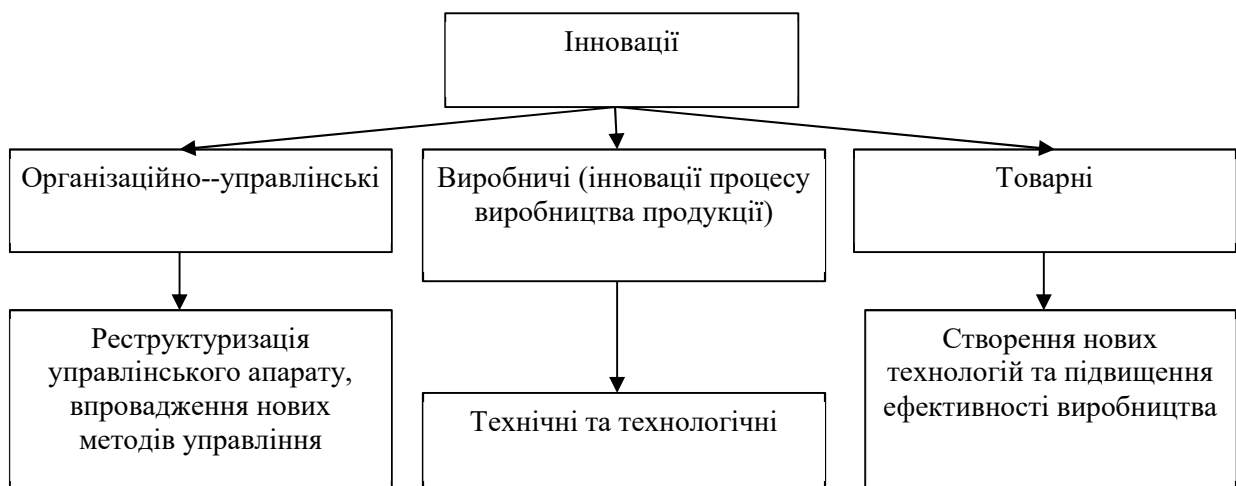 Інновації
Організаційно--управлінські
Виробничі (інновації процесу
виробництва продукції)
Товарні
Реструктуризація
управлінського апарату,
впровадження нових
методів управління
Технічні та технологічні
Створення нових
технологій та підвищення
ефективності виробництва